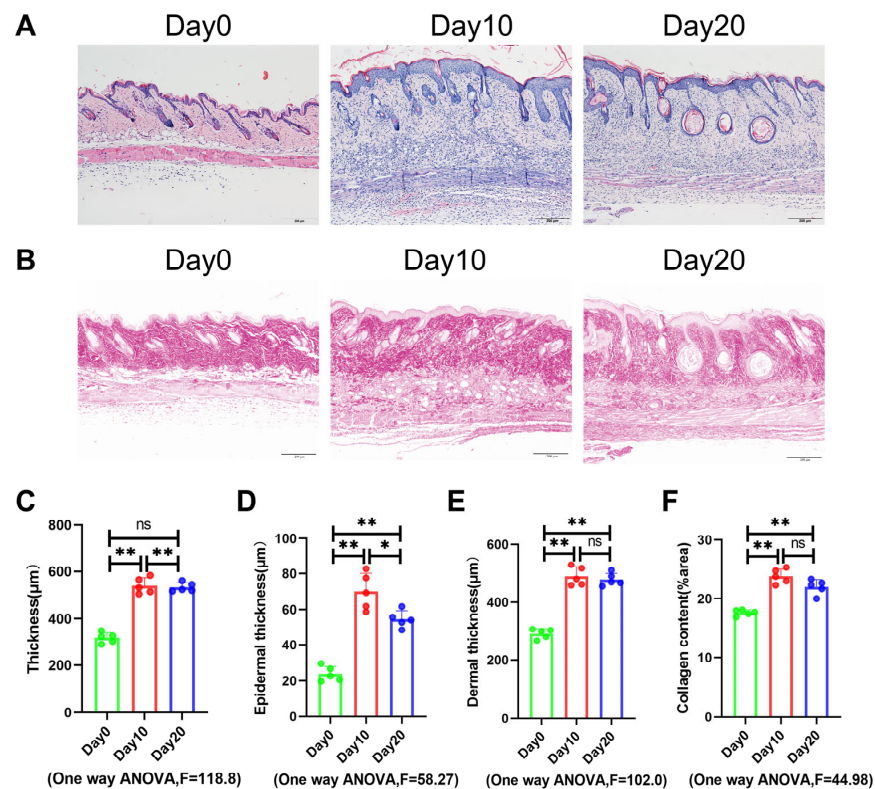 A
Day0
Day10
Day20
B
Day0
Day10
Day20
C
ns
**
**
Thickness(μm)
800
600
400
200
0
Day0
Day10
Day20
(One way ANOVA,F=118.8)
D
**
**
*
Epidermal thickness(μm)
100
80
60
40
20
0
Day0
Day10
Day20
(One way ANOVA,F=58.27)
E
**
**
ns
Dermal thickness(μm)
600
400
200
0
Day0
Day10
Day20
(One way ANOVA,F=102.0)
F
**
**
ns
Collagen content(%area)
30
20
10
0
Day0
Day10
Day20
(One way ANOVA,F=44.98)